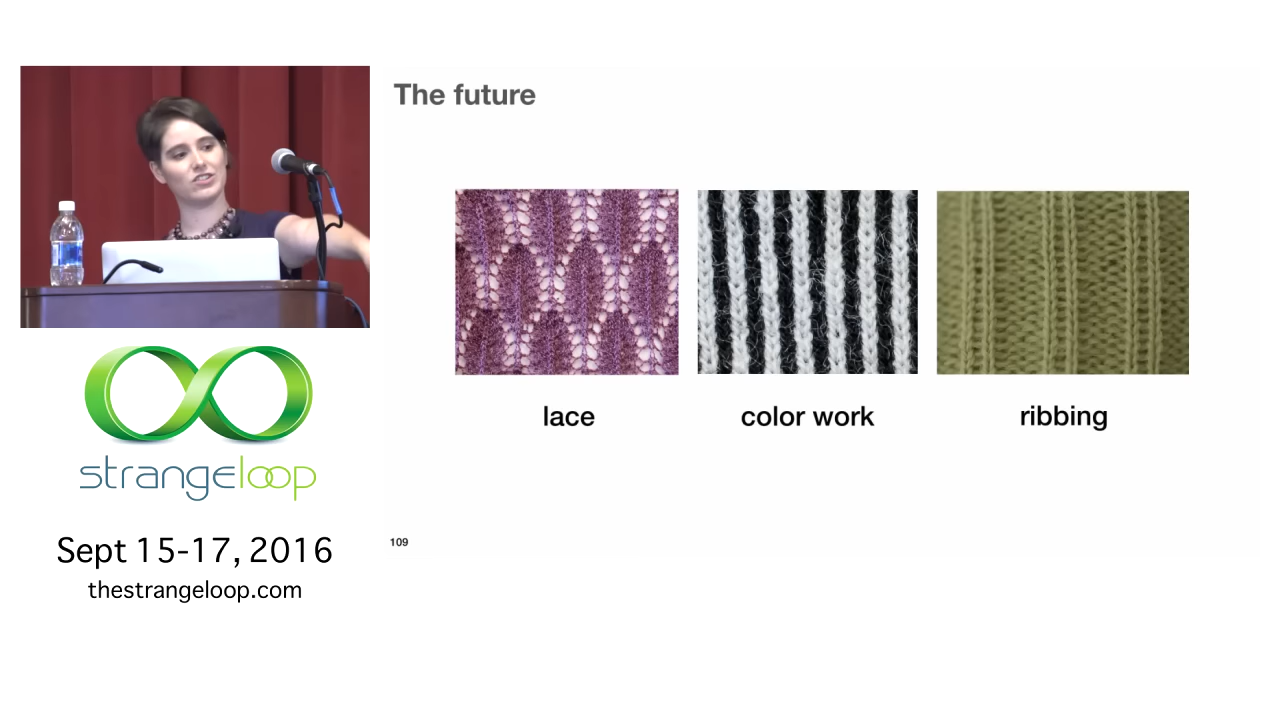 The future
lace
color work
ribbing
109
strangeloop
Sept 15-17, 2016
thestrangeloop.com